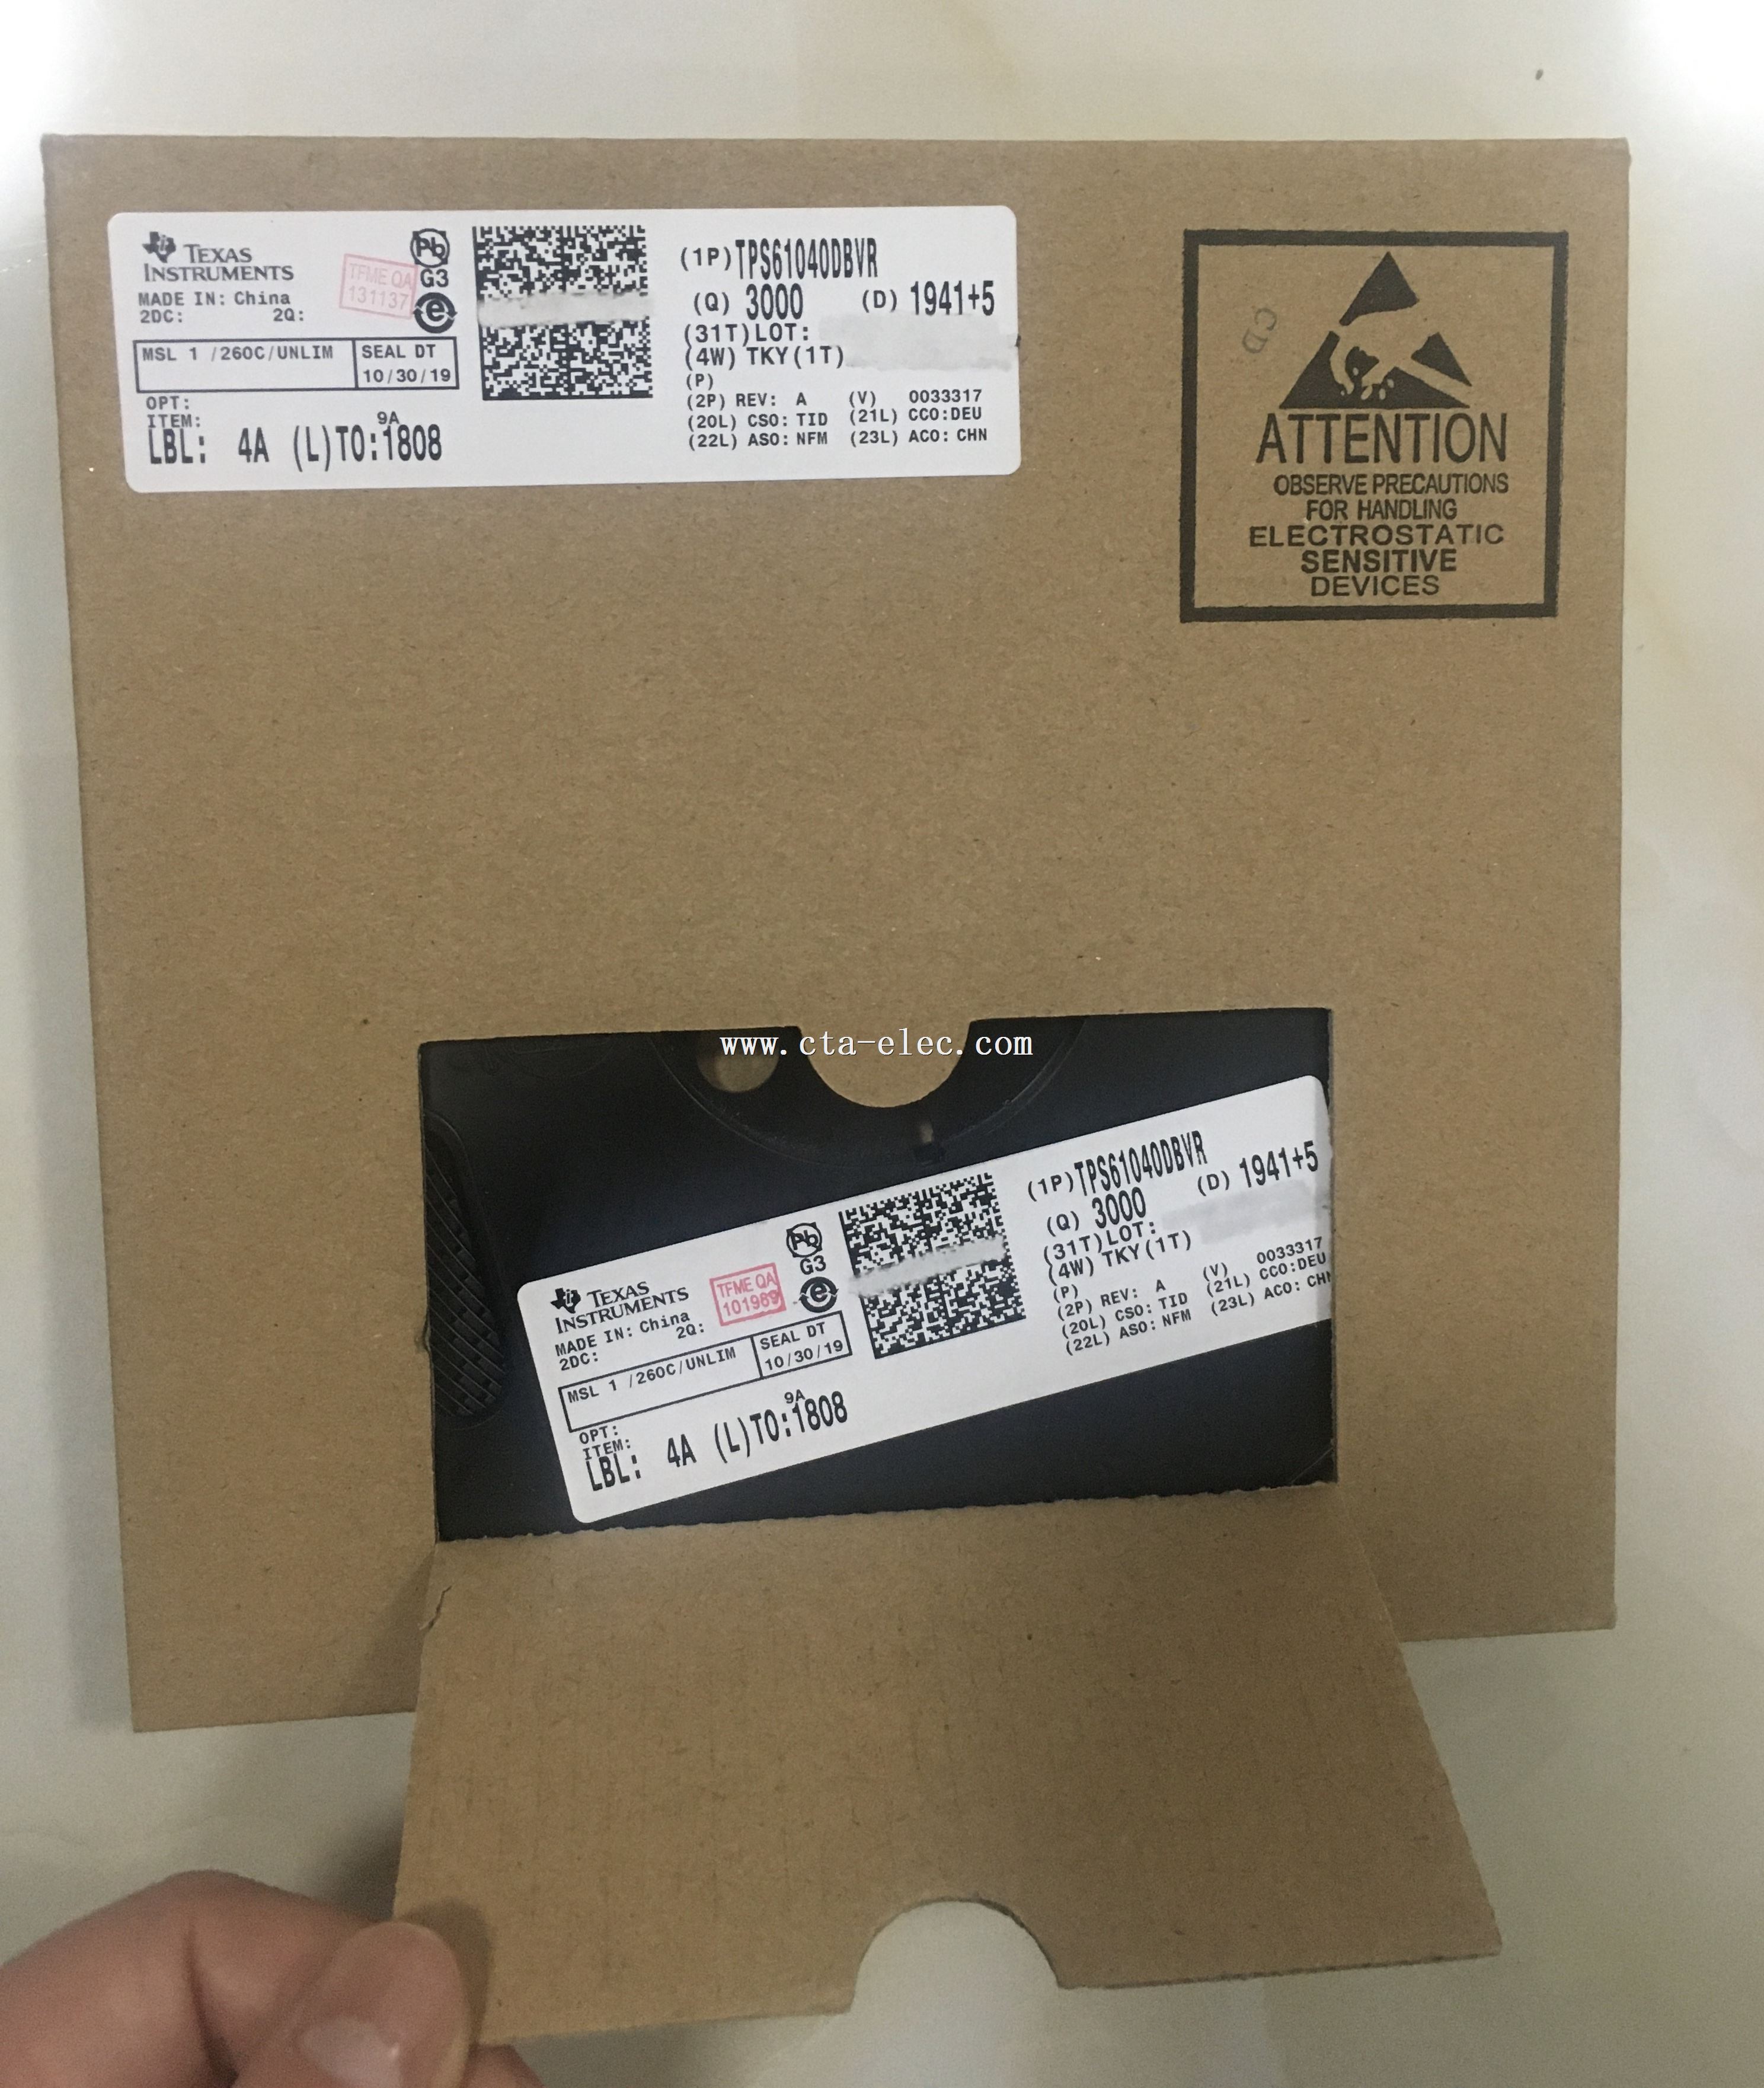 TEXAS
INSTRUMENTS
MADE IN: China
2DC: 2Q:
TFME QA
131137
Pb
G3
e
MSL 1 /260C/UNLIM
SEAL DT
10/30/19
OPT:
ITEM:
9A
LBL: 4A (L)TO:1808
(1P)TPS61040DBVR
(Q) 3000 (D) 1941+5
(31T)LOT:
(4W) TKY(1T)
(P)
(2P) REV: A (V) 0033317
(20L) CSO: TID (21L) CCO:DEU
(22L) ASO: NFM (23L) ACO: CHN
CD
ATTENTION
OBSERVE PRECAUTIONS
FOR HANDLING
ELECTROSTATIC
SENSITIVE
DEVICES
www.cta-elec.com
TEXAS
INSTRUMENTS
MADE IN: China
2DC: 2Q:
TFME QA
101989
Pb
G3
e
MSL 1 /260C/UNLIM
SEAL DT
10/30/19
OPT:
ITEM:
9A
LBL: 4A (L)TO:1808
(1P)TPS61040DBVR
(Q) 3000 (D) 1941+5
(31T)LOT:
(4W) TKY(1T)
(P)
(2P) REV: A (V) 0033317
(20L) CSO: TID (21L) CCO:DEU
(22L) ASO: NFM (23L) ACO: CHN